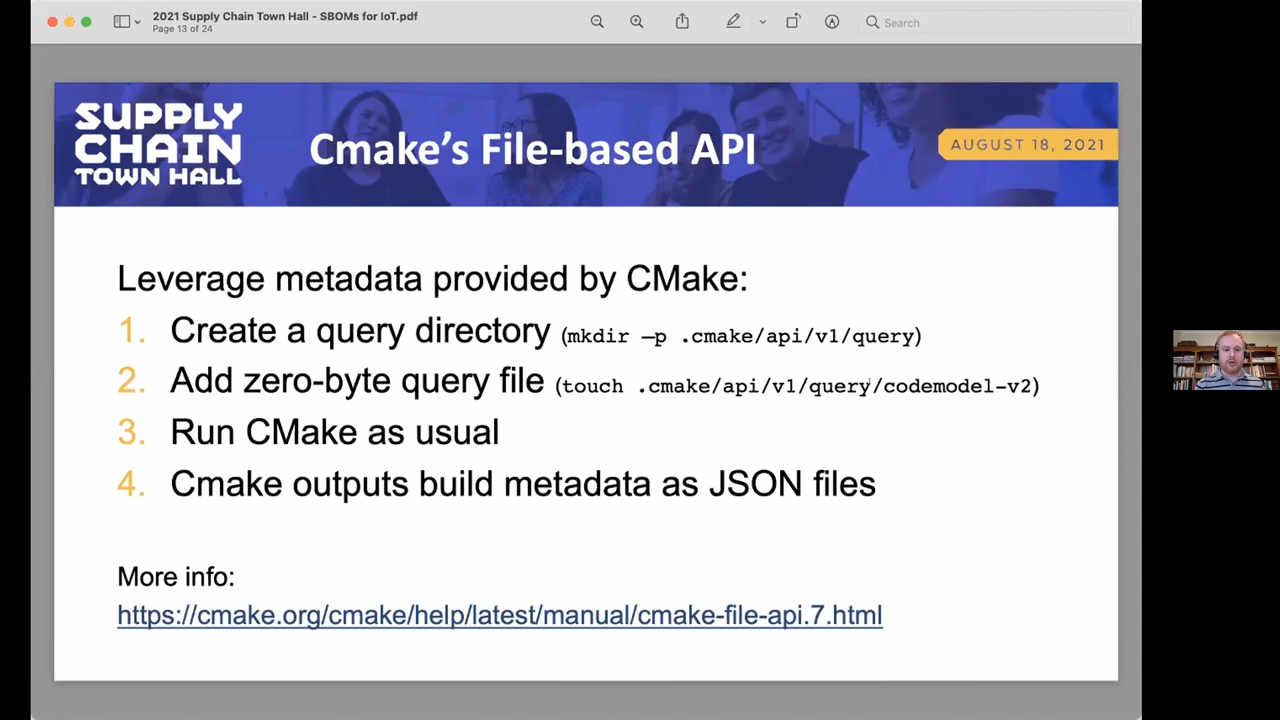 2021 Supply Chain Town Hall - SBOMs for IoT.pdf
Page 13 of 24
Search
SUPPLY
CHAIN
TOWN HALL
Cmake's File-based API
AUGUST 18, 2021
Leverage metadata provided by CMake:
1. Create a query directory (mkdir –p .cmake/api/v1/query)
2. Add zero-byte query file (touch .cmake/api/v1/query/codemodel-v2)
3. Run CMake as usual
4. Cmake outputs build metadata as JSON files
More info:
https://cmake.org/cmake/help/latest/manual/cmake-file-api.7.html